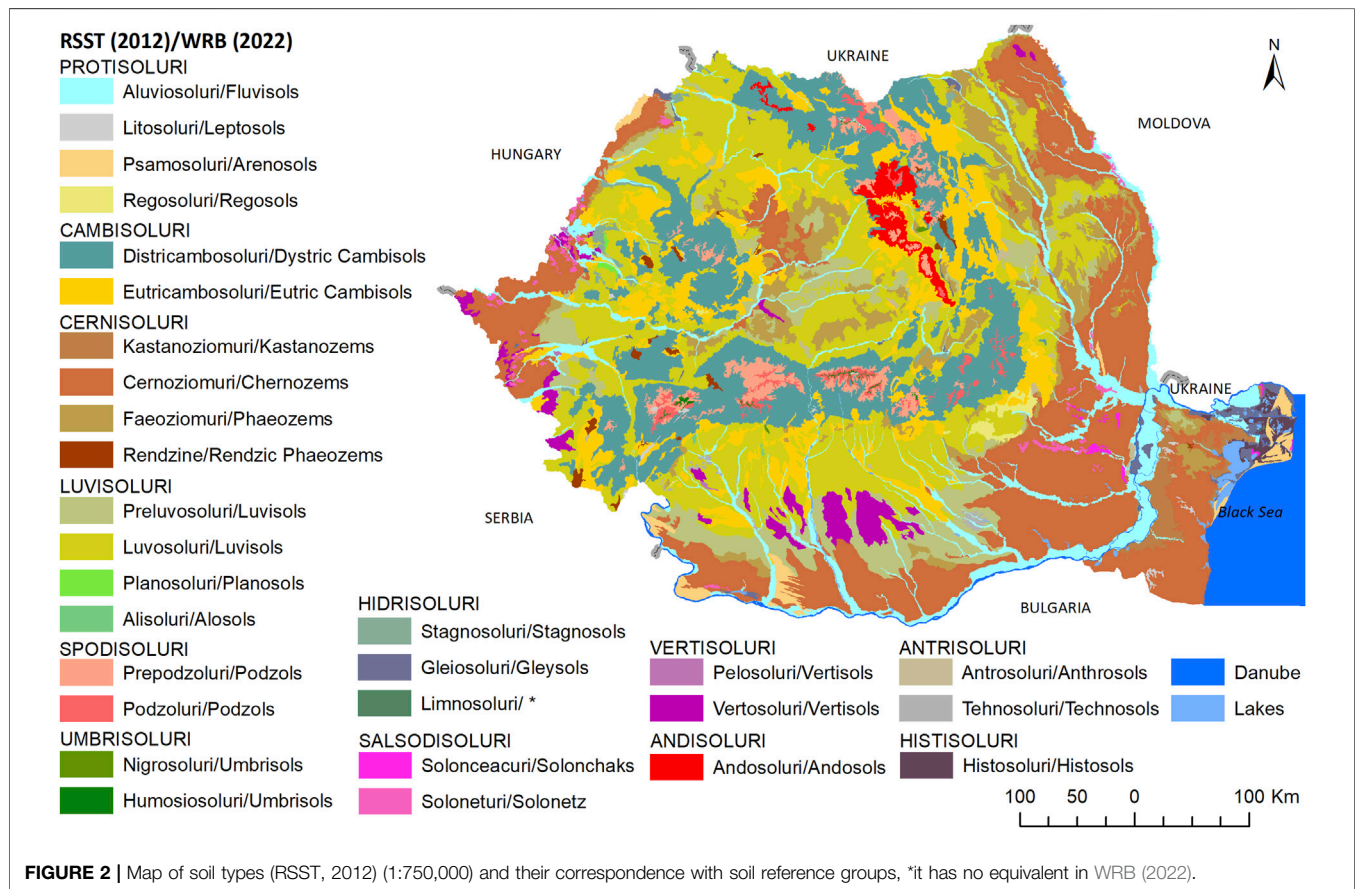 RSST (2012)/WRB (2022)
PROTISOLURI
Aluviosoluri/Fluvisols
Litosoluri/Leptosols
Psamosoluri/Arenosols
Regosoluri/Regosols
CAMBISOLURI
Districambosoluri/Dystric Cambisols
Eutricambosoluri/Eutric Cambisols
CERNISOLURI
Kastanoziomuri/Kastanozems
Cernoziomuri/Chernozems
Faeoziomuri/Phaeozems
Rendzine/Rendzic Phaeozems
LUVISOLURI
Preluvosoluri/Luvisols
Luvosoluri/Luvisols
Planosoluri/Planosols
Alisoluri/Alosols
SPODISOLURI
Prepodzoluri/Podzols
Podzoluri/Podzols
UMBRISOLURI
Nigrosoluri/Umbrisols
Humosiosoluri/Umbrisols
HIDRISOLURI
Stagnosoluri/Stagnosols
Gleiosoluri/Gleysols
Limnosoluri/ *
SALSODISOLURI
Solonceacuri/Solonchaks
Soloneturi/Solonetz
VERTISOLURI
Pelosoluri/Vertisols
Vertosoluri/Vertisols
ANDISOLURI
Andosoluri/Andosols
ANTRISOLURI
Antrosoluri/Anthrosols
Tehnosoluri/Technosols
HISTISOLURI
Histosoluri/Histosols
Danube
Lakes
UKRAINE
N
MOLDOVA
HUNGARY
UKRAINE
SERBIA
Black Sea
BULGARIA
100 50 0 100 Km
FIGURE 2 | Map of soil types (RSST, 2012) (1:750,000) and their correspondence with soil reference groups, *it has no equivalent in WRB (2022).